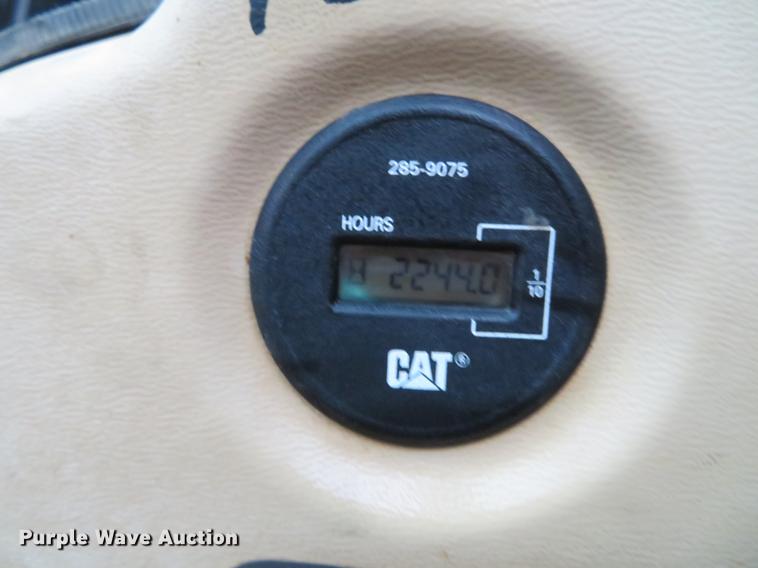 285-9075
HOURS
2244.0
1/10
CAT®
Purple Wave Auction